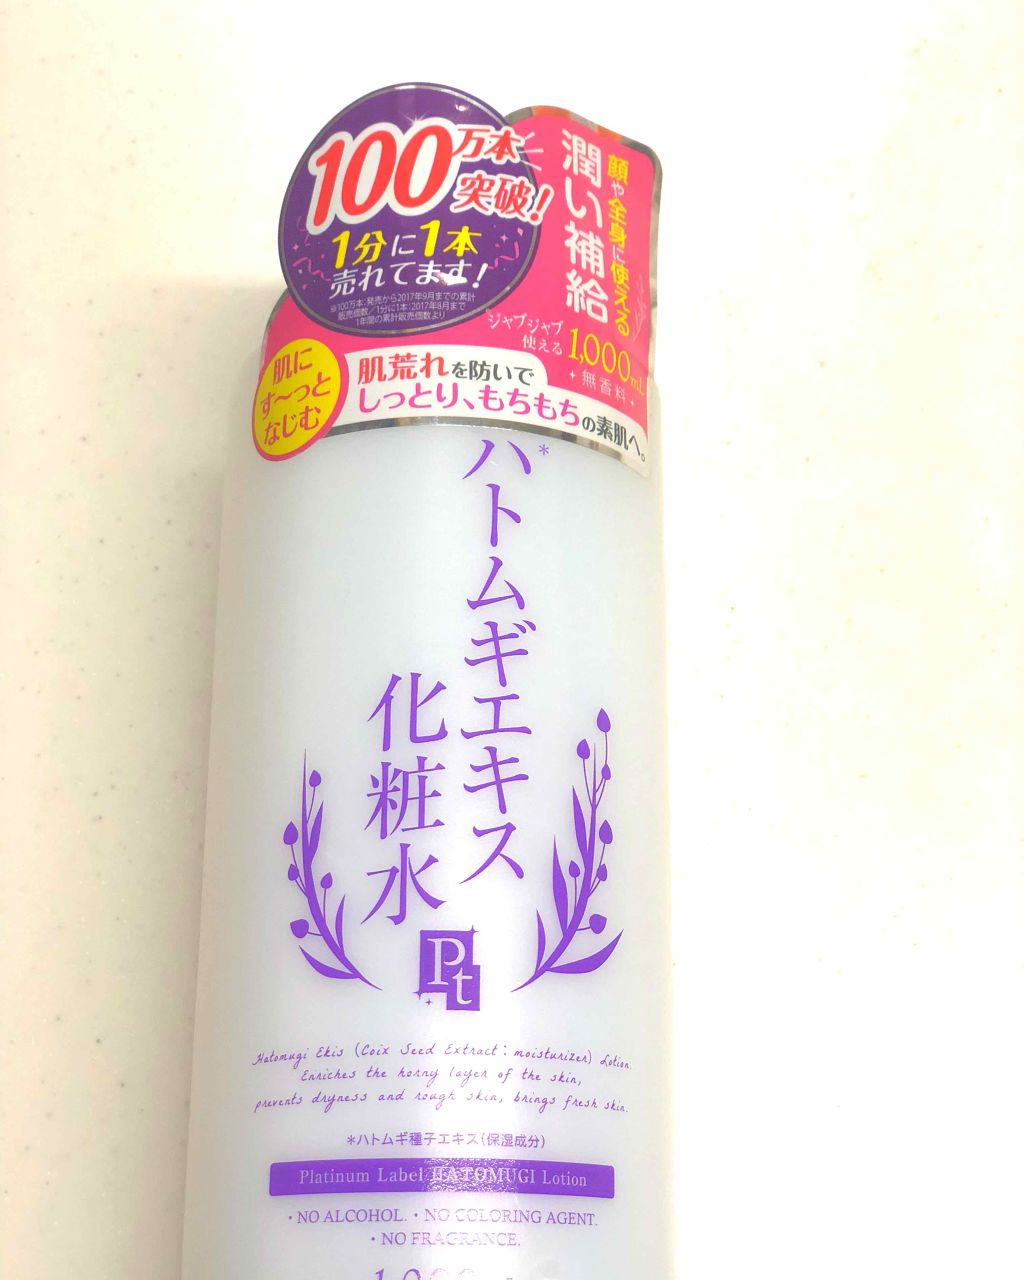 100万本
突破!
1分に1本
売れてます!
※100万本:発売から2017年9月までの累計
販売個数/1分に1本:2017年8月まで
1年間の累計販売個数より
顔や全身に使える
潤い補給
ジャブジャブ
使える
1,000mL
無香料
肌に
す〜っと
なじむ
肌荒れを防いで
しっとり、もちもちの素肌へ。
ハトムギエキス*
化粧水
Pt
Hatomugi Ekis (Coix Seed Extract: moisturizer) Lotion.
Enriches the horny layer of the skin,
prevents dryness and rough skin, brings fresh skin.
*ハトムギ種子エキス(保湿成分)
Platinum Label HATOMUGI Lotion
・NO ALCOHOL. ・NO COLORING AGENT.
・NO FRAGRANCE.